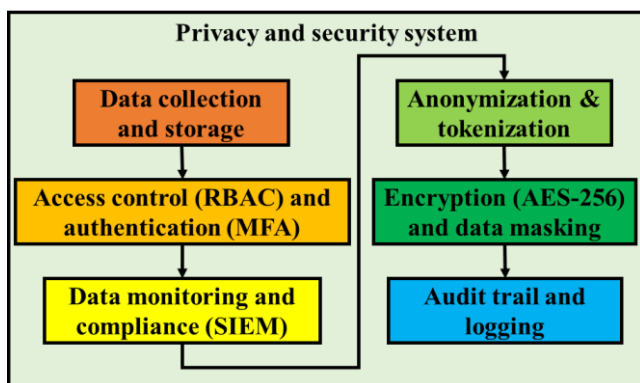 Privacy and security system
Data collection
and storage
Access control (RBAC) and
authentication (MFA)
Data monitoring and
compliance (SIEM)
Anonymization &
tokenization
Encryption (AES-256)
and data masking
Audit trail and
logging